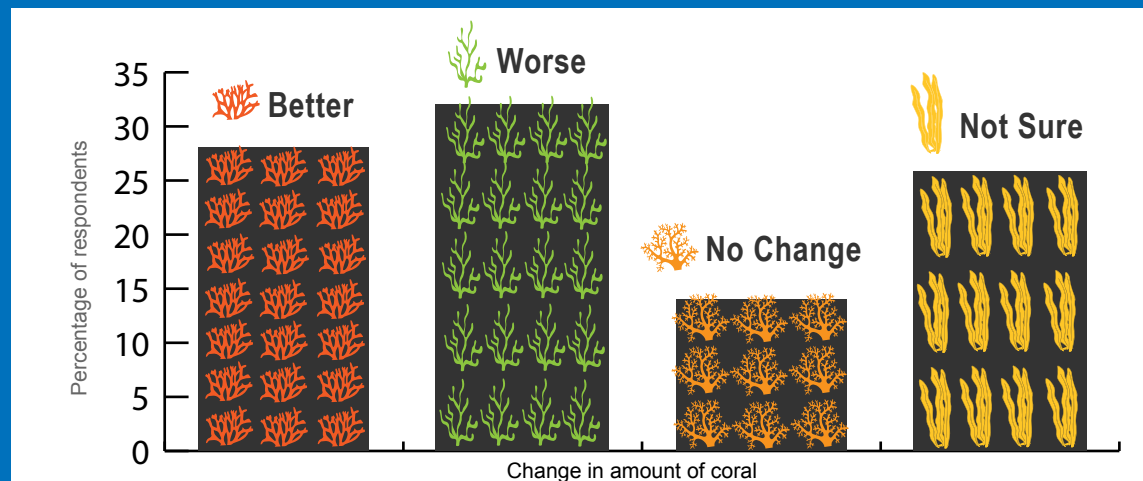 Worse
35
Better
30
Not Sure
25
20
No Change
15
10
5
0
Percentage of respondents
Change in amount of coral